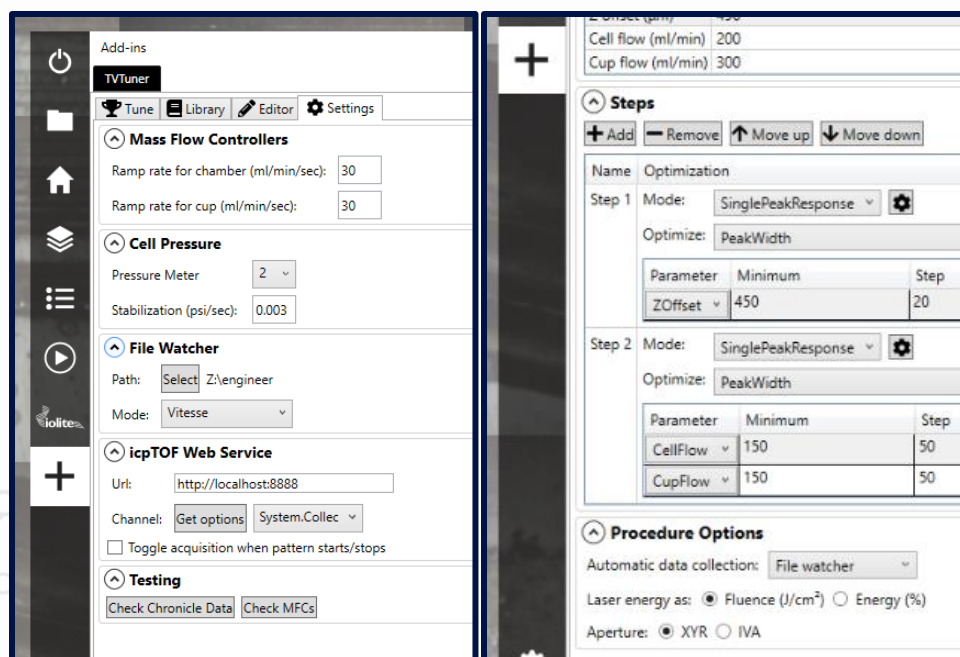 Add-ins
TVTuner
Tune Library Editor Settings
Mass Flow Controllers
Ramp rate for chamber (ml/min/sec): 30
Ramp rate for cup (ml/min/sec): 30
Cell Pressure
Pressure Meter 2
Stabilization (psi/sec): 0.003
File Watcher
Path: Select Z:\engineer
Mode: Vitesse
iolite
icpTOF Web Service
Url: http://localhost:8888
Channel: Get options System.Collec
Toggle acquisition when pattern starts/stops
Testing
Check Chronicle Data Check MFCs
Z Offset (µm) 450
Cell flow (ml/min) 200
Cup flow (ml/min) 300
Steps
Add Remove Move up Move down
Name Optimization
Step 1 Mode: SinglePeakResponse
Optimize: PeakWidth
Parameter Minimum Step
ZOffset 450 20
Step 2 Mode: SinglePeakResponse
Optimize: PeakWidth
Parameter Minimum Step
CellFlow 150 50
CupFlow 150 50
Procedure Options
Automatic data collection: File watcher
Laser energy as: Fluence (J/cm²) Energy (%)
Aperture: XYR IVA